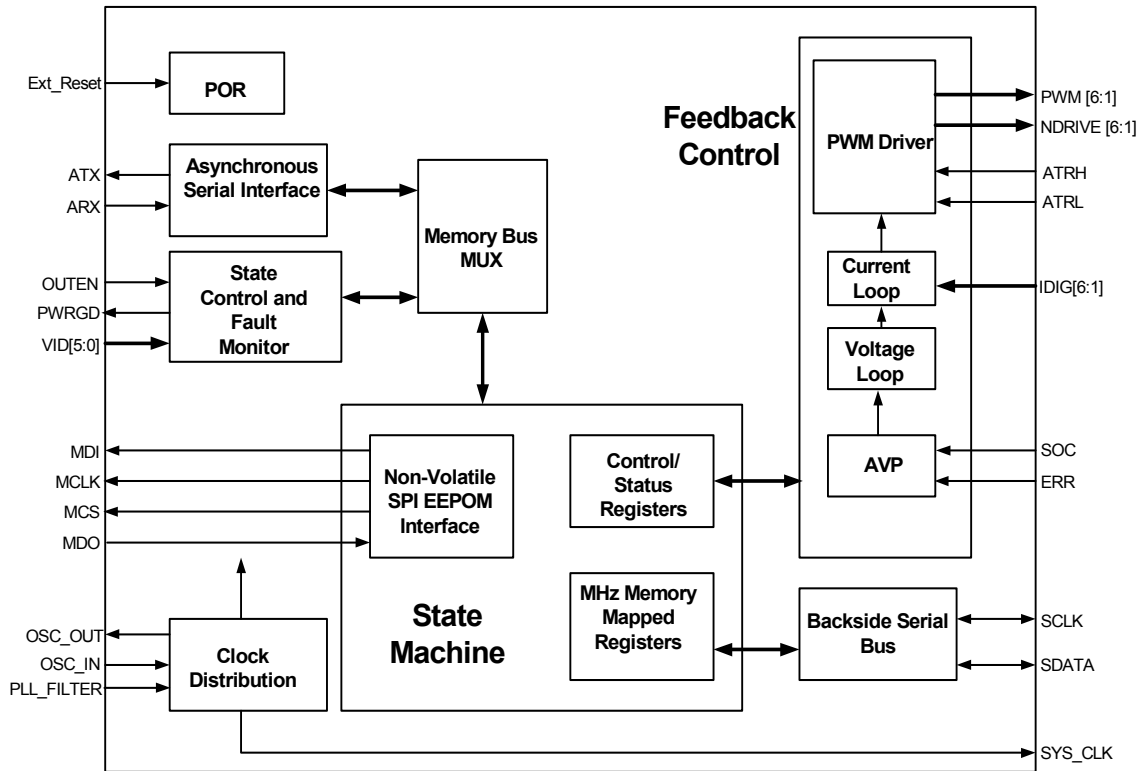 Ext_Reset
POR
ATX
ARX
Asynchronous
Serial Interface
OUTEN
PWRGD
VID[5:0]
State
Control and
Fault
Monitor
Memory Bus
MUX
Feedback
Control
PWM Driver
PWM [6:1]
NDRIVE [6:1]
ATRH
ATRL
Current
Loop
IDIG[6:1]
Voltage
Loop
AVP
SOC
ERR
MDI
MCLK
MCS
MDO
Non-Volatile
SPI EEPOM
Interface
Control/
Status
Registers
State
Machine
MHz Memory
Mapped
Registers
Backside Serial
Bus
SCLK
SDATA
OSC_OUT
OSC_IN
PLL_FILTER
Clock
Distribution
SYS_CLK